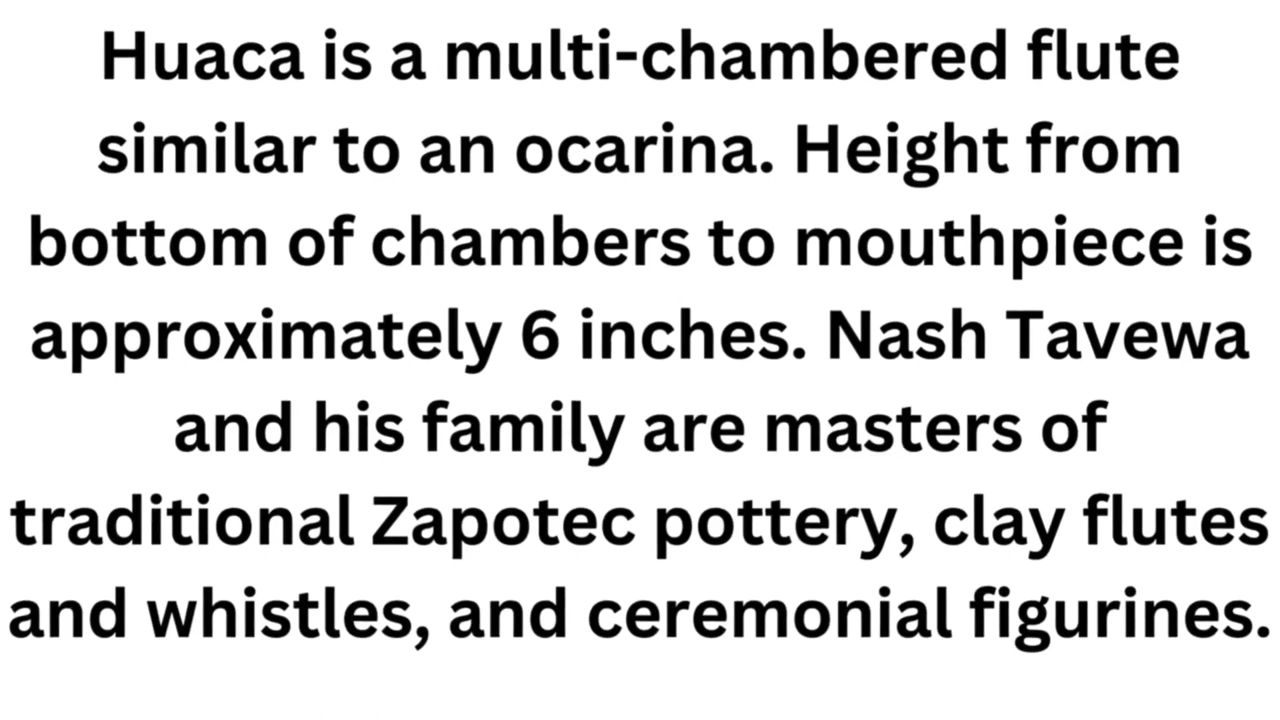 Huaca is a multi-chambered flute
similar to an ocarina. Height from
bottom of chambers to mouthpiece is
approximately 6 inches. Nash Tavewa
and his family are masters of
traditional Zapotec pottery, clay flutes
and whistles, and ceremonial figurines.